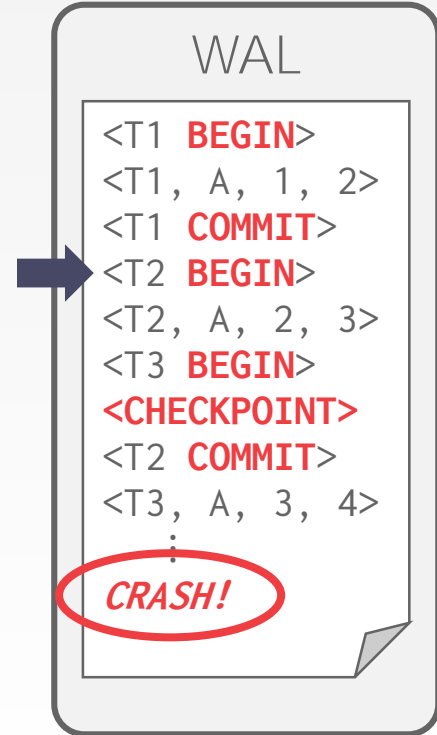 WAL
<T1 BEGIN>
<T1, A, 1, 2>
<T1 COMMIT>
<T2 BEGIN>
<T2, A, 2, 3>
<T3 BEGIN>
<CHECKPOINT>
<T2 COMMIT>
<T3, A, 3, 4>
⋮
CRASH!